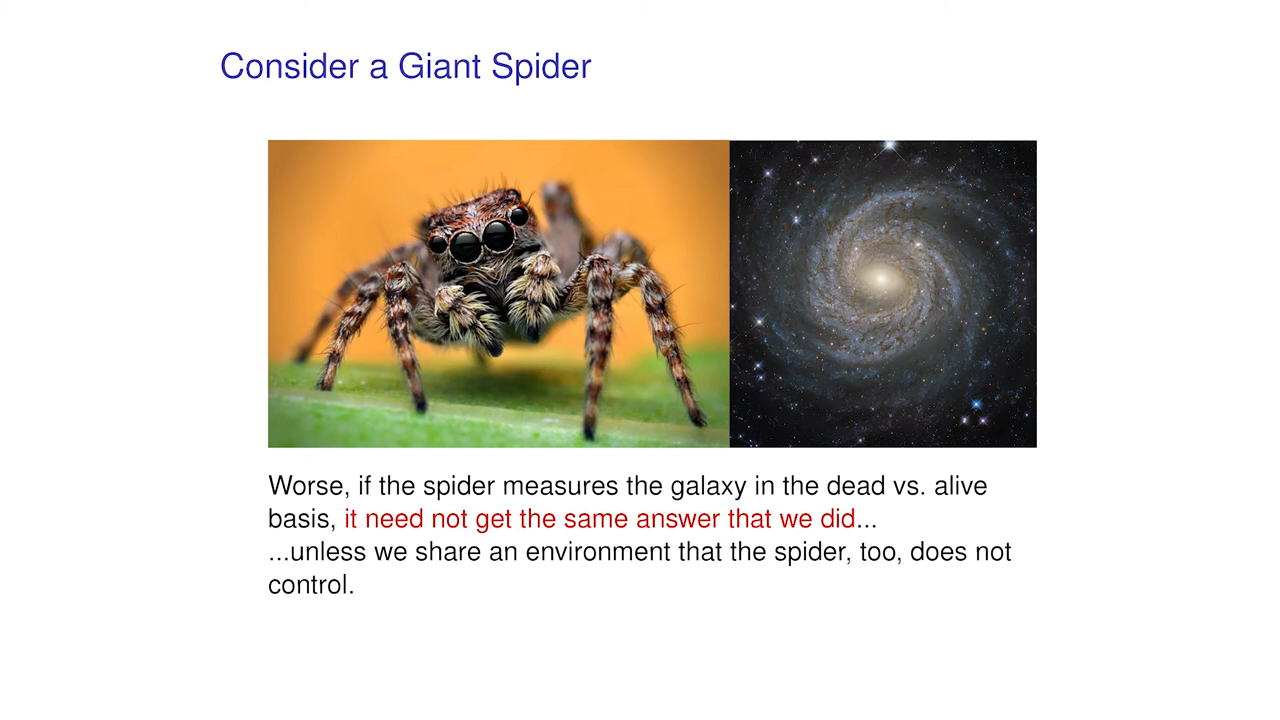 Consider a Giant Spider
Worse, if the spider measures the galaxy in the dead vs. alive
basis, it need not get the same answer that we did...
...unless we share an environment that the spider, too, does not
control.